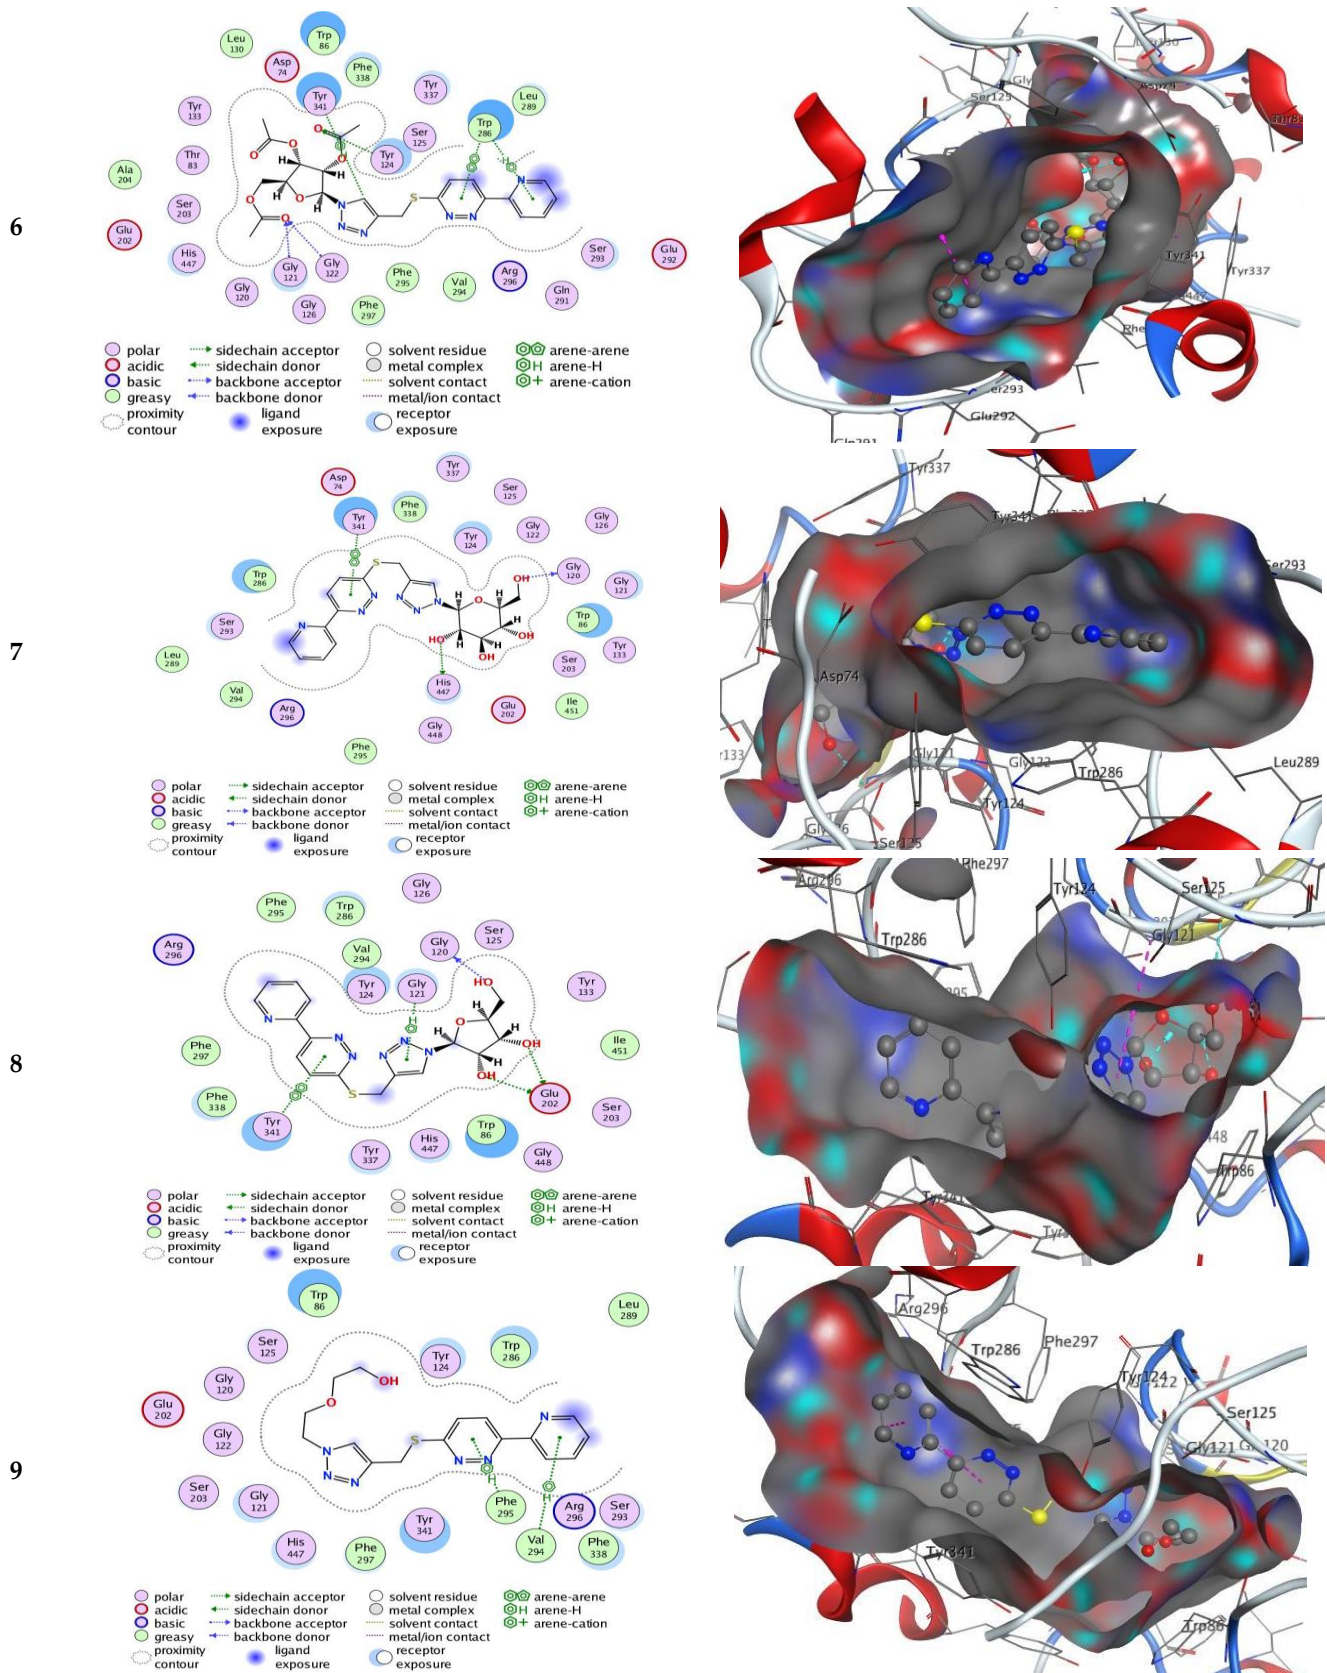 6
Leu 130
Trp 86
Asp 74
Phe 338
Tyr 341
Tyr 337
Leu 289
Trp 286
Tyr 133
Ser 125
Tyr 124
Thr 83
Ala 204
Ser 203
Glu 202
His 447
Gly 121
Gly 122
Gly 120
Gly 126
Phe 297
Phe 295
Val 294
Arg 296
Ser 293
Gln 291
Glu 292
O O O O O O O H H H H N N N S N N N H
polar sidechain acceptor solvent residue arene-arene
acidic sidechain donor metal complex arene-H
basic backbone acceptor solvent contact arene-cation
greasy backbone donor metal/ion contact
proximity contour ligand exposure receptor exposure
Ser125
Asp74
Tyr341
Tyr337
Glu292
7
Asp 74
Tyr 337
Tyr 341
Phe 338
Ser 125
Gly 126
Tyr 124
Gly 122
Gly 120
Gly 121
Trp 286
Trp 86
Ser 293
Tyr 133
Ser 203
Leu 289
Val 294
Arg 296
His 447
Glu 202
Ile 451
Gly 448
Phe 295
S N N N N N N O OH HO OH OH H H H H H
polar sidechain acceptor solvent residue arene-arene
acidic sidechain donor metal complex arene-H
basic backbone acceptor solvent contact arene-cation
greasy backbone donor metal/ion contact
proximity contour ligand exposure receptor exposure
Tyr337
Tyr341
Ser293
Asp74
Gly121
Gly122
Trp286
Leu289
Tyr124
Ser125
8
Gly 126
Phe 295
Trp 286
Arg 296
Val 294
Gly 120
Ser 125
Tyr 124
Gly 121
Tyr 133
Phe 297
Ile 451
Phe 338
Glu 202
Ser 203
Tyr 341
Trp 86
Tyr 337
His 447
Gly 448
N N N S N N N O HO OH OH H H H H H
polar sidechain acceptor solvent residue arene-arene
acidic sidechain donor metal complex arene-H
basic backbone acceptor solvent contact arene-cation
greasy backbone donor metal/ion contact
proximity contour ligand exposure receptor exposure
Arg296
Phe297
Tyr124
Ser125
Trp286
Gly121
Trp86
Tyr341
9
Trp 86
Leu 289
Ser 125
Tyr 124
Trp 286
Gly 120
Glu 202
Gly 122
Ser 203
Gly 121
Phe 295
Arg 296
Ser 293
His 447
Phe 297
Tyr 341
Val 294
Phe 338
OH O N N N S N N N H H
polar sidechain acceptor solvent residue arene-arene
acidic sidechain donor metal complex arene-H
basic backbone acceptor solvent contact arene-cation
greasy backbone donor metal/ion contact
proximity contour ligand exposure receptor exposure
Arg296
Trp286
Phe297
Tyr124
Ser125
Gly121
Tyr341
Trp86